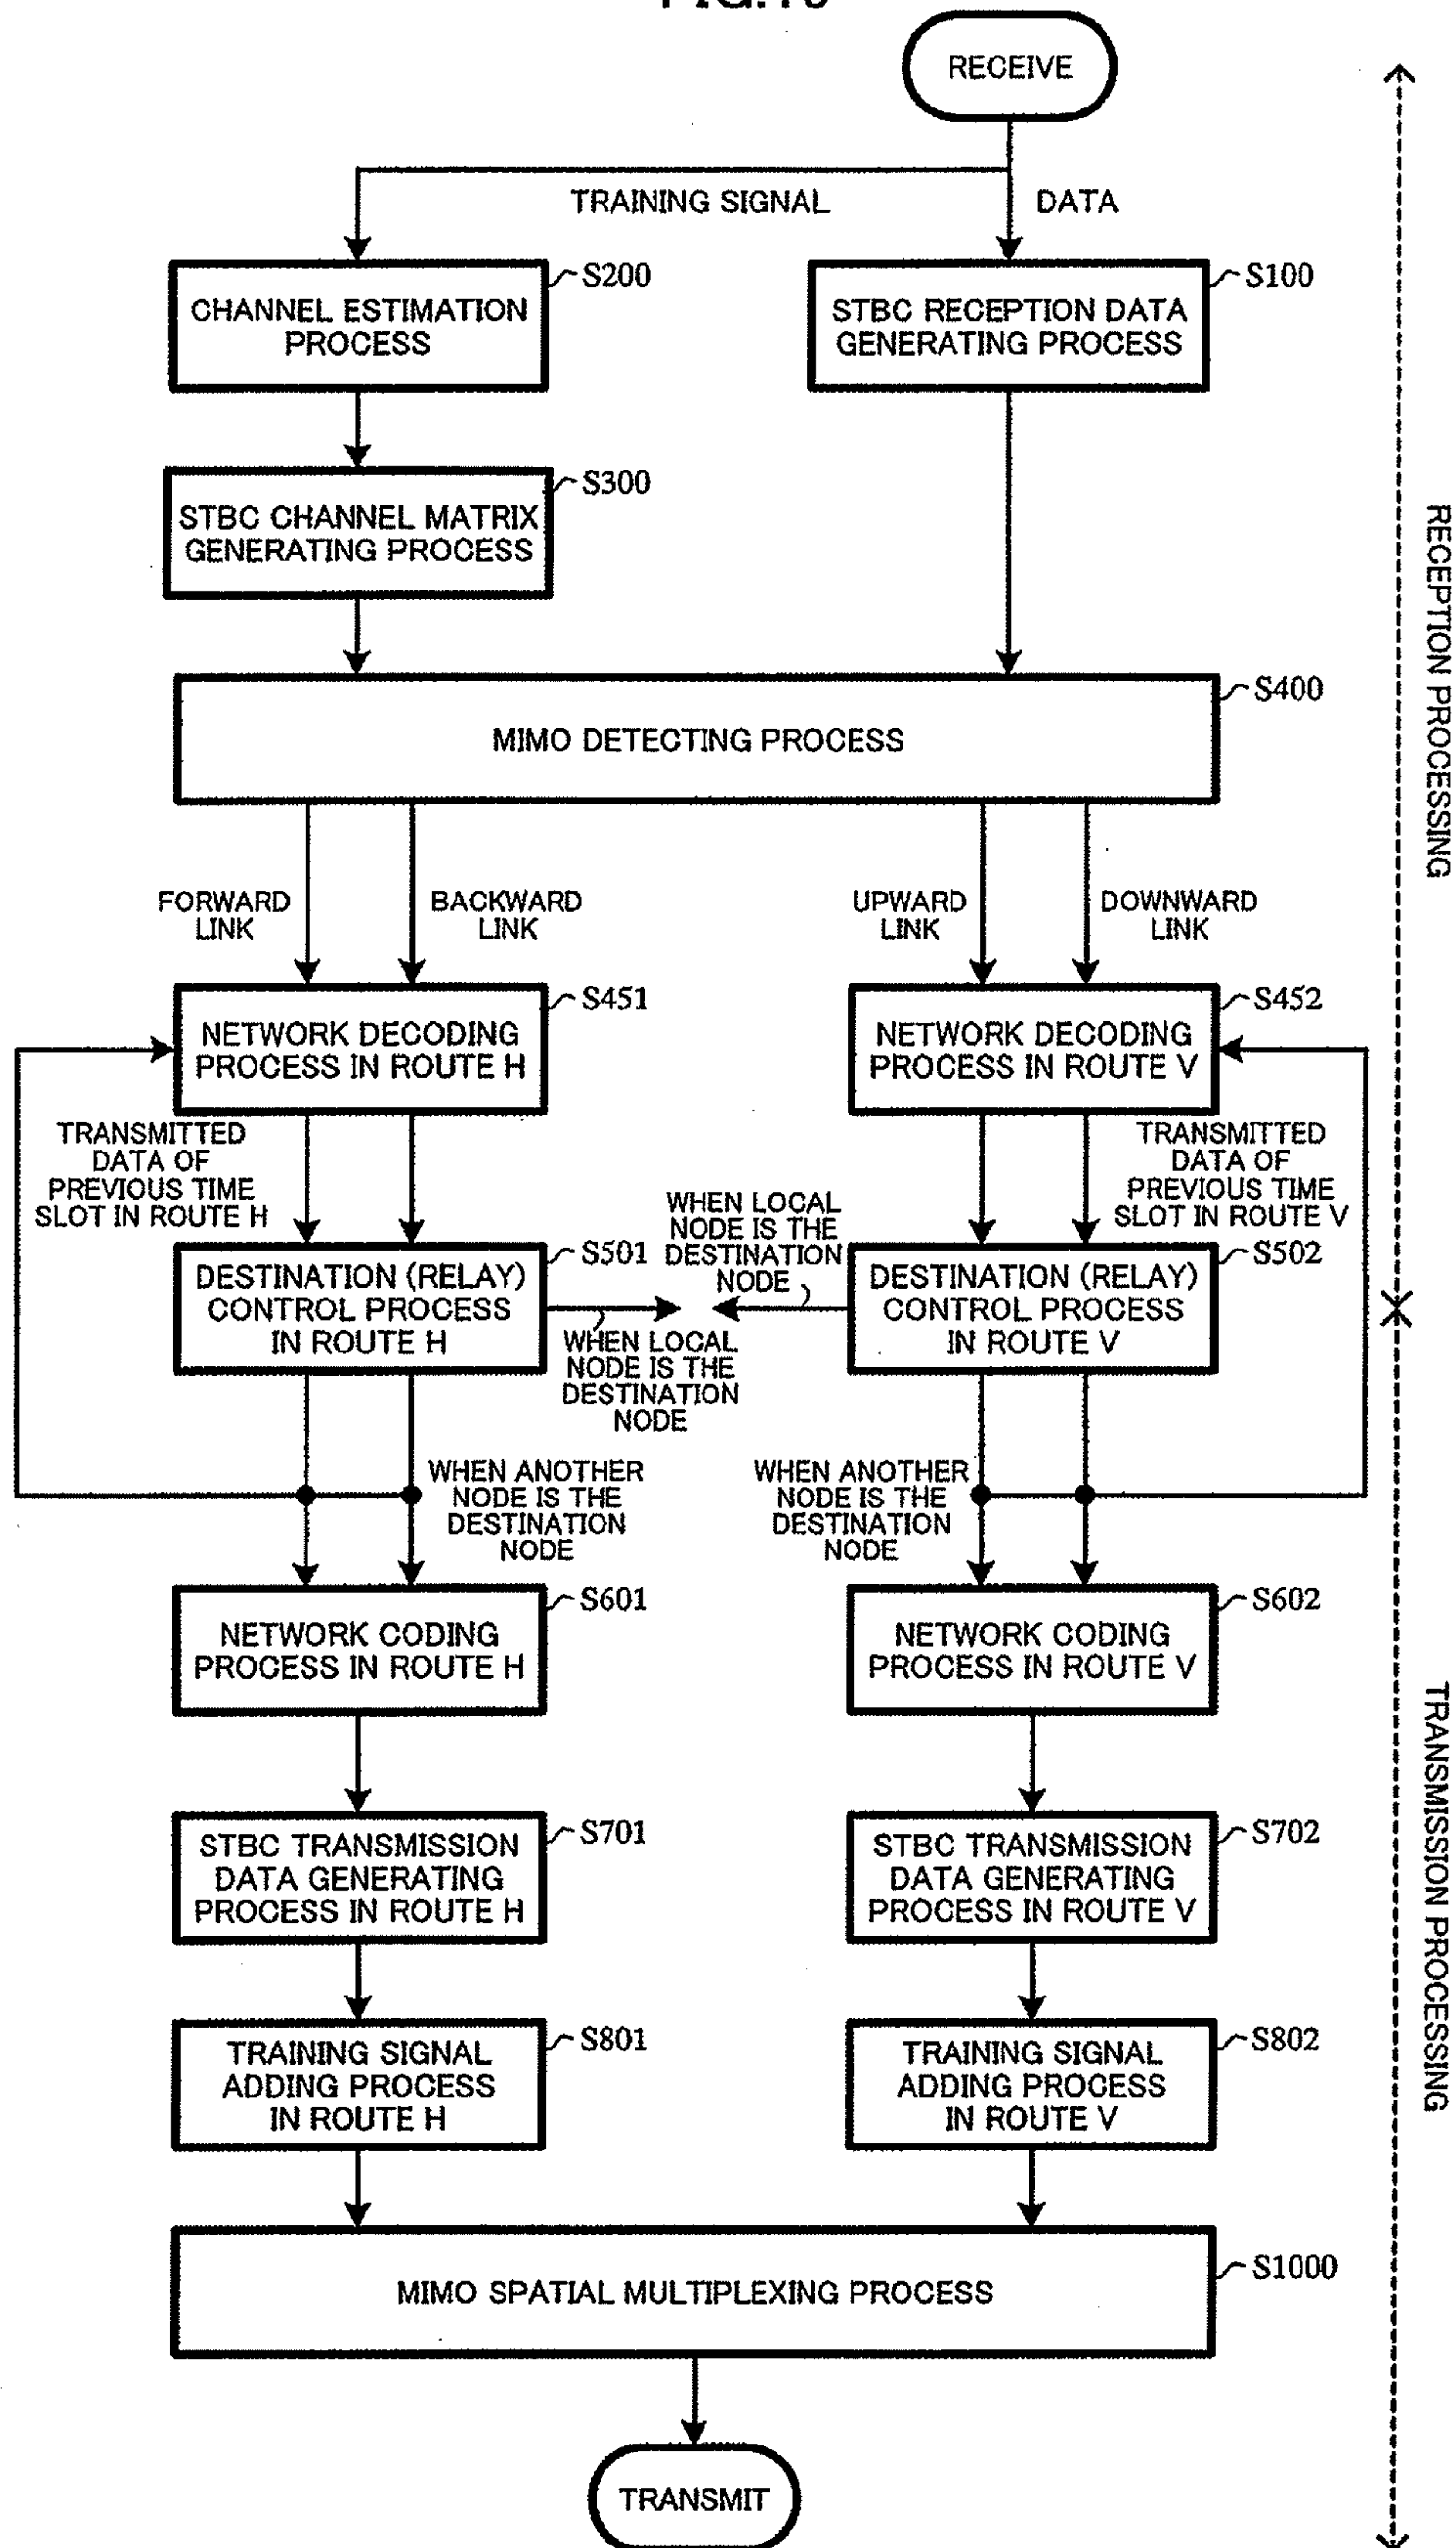 RECEIVE
TRAINING SIGNAL
DATA
S200
CHANNEL ESTIMATION
PROCESS
S100
STBC RECEPTION DATA
GENERATING PROCESS
S300
STBC CHANNEL MATRIX
GENERATING PROCESS
S400
MIMO DETECTING PROCESS
RECEPTION PROCESSING
FORWARD
LINK
BACKWARD
LINK
UPWARD
LINK
DOWNWARD
LINK
S451
NETWORK DECODING
PROCESS IN ROUTE H
S452
NETWORK DECODING
PROCESS IN ROUTE V
TRANSMITTED
DATA OF
PREVIOUS TIME
SLOT IN ROUTE H
TRANSMITTED
DATA OF
PREVIOUS TIME
SLOT IN ROUTE V
WHEN LOCAL
NODE IS THE
DESTINATION
NODE
S501
DESTINATION (RELAY)
CONTROL PROCESS
IN ROUTE H
S502
DESTINATION (RELAY)
CONTROL PROCESS
IN ROUTE V
WHEN LOCAL
NODE IS THE
DESTINATION
NODE
WHEN ANOTHER
NODE IS THE
DESTINATION
NODE
WHEN ANOTHER
NODE IS THE
DESTINATION
NODE
S601
NETWORK CODING
PROCESS IN ROUTE H
S602
NETWORK CODING
PROCESS IN ROUTE V
TRANSMISSION PROCESSING
S701
STBC TRANSMISSION
DATA GENERATING
PROCESS IN ROUTE H
S702
STBC TRANSMISSION
DATA GENERATING
PROCESS IN ROUTE V
S801
TRAINING SIGNAL
ADDING PROCESS
IN ROUTE H
S802
TRAINING SIGNAL
ADDING PROCESS
IN ROUTE V
S1000
MIMO SPATIAL MULTIPLEXING PROCESS
TRANSMIT